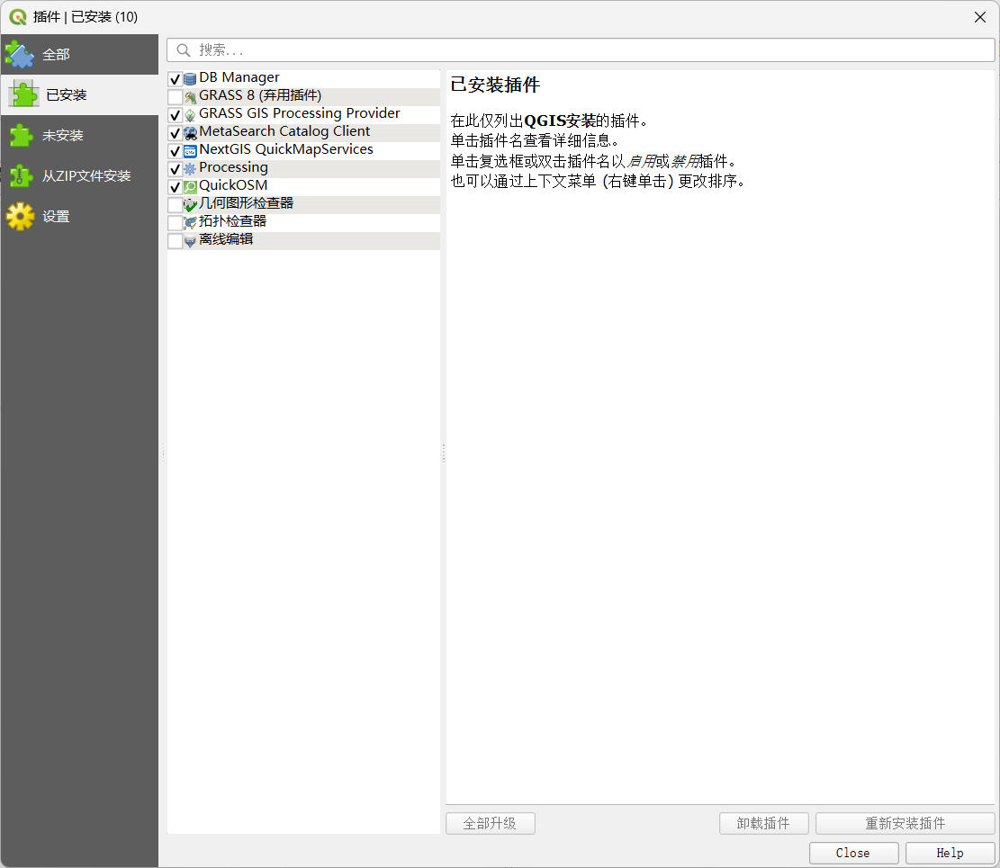 插件 | 已安装 (10)
全部
已安装
未安装
从ZIP文件安装
设置
搜索...
DB Manager
GRASS 8 (弃用插件)
GRASS GIS Processing Provider
MetaSearch Catalog Client
NextGIS QuickMapServices
Processing
QuickOSM
几何图形检查器
拓扑检查器
离线编辑
已安装插件
在此仅列出QGIS安装的插件。
单击插件名查看详细信息。
单击复选框或双击插件名以启用或禁用插件。
也可以通过上下文菜单 (右键单击) 更改排序。
全部升级
卸载插件
重新安装插件
Close
Help